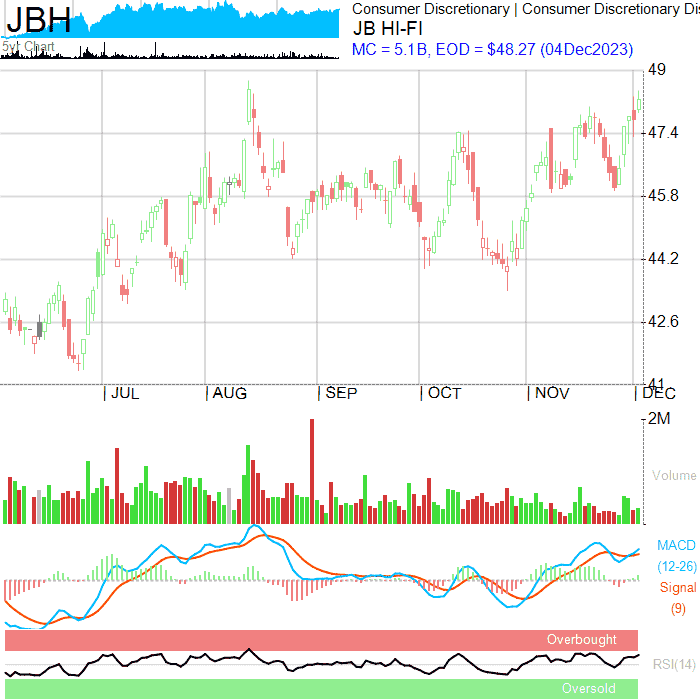 JBH
Consumer Discretionary | Consumer Discretionary Dis
JB HI-FI
5yr Chart
MC = 5.1B, EOD = $48.27 (04Dec2023)
49
47.4
45.8
44.2
42.6
41
| JUL | AUG | SEP | OCT | NOV | DEC
2M
Volume
MACD
(12-26)
Signal
(9)
Overbought
RSI(14)
Oversold